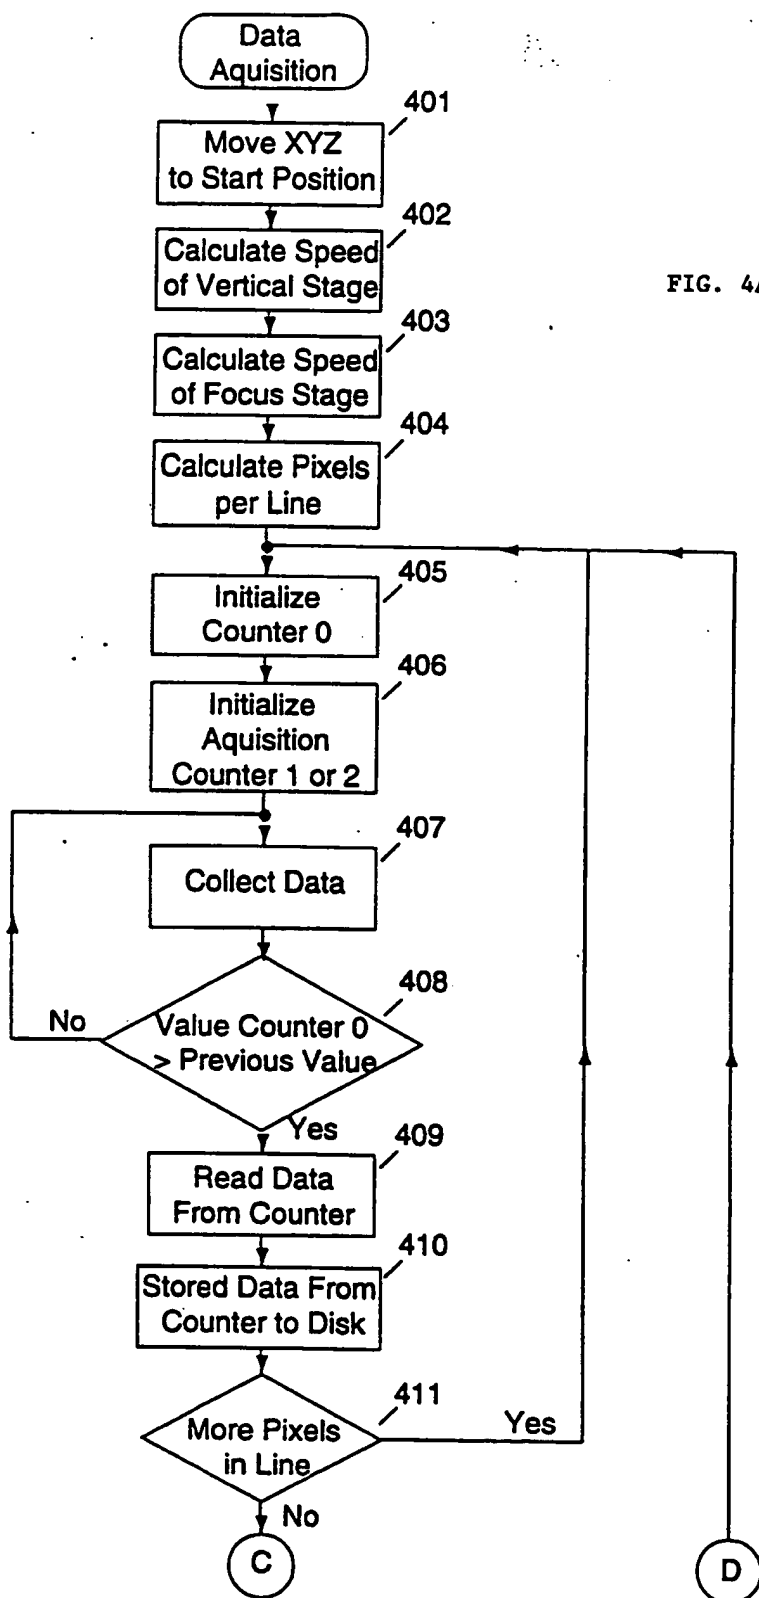 Data
Aquisition
401
Move XYZ
to Start Position
402
Calculate Speed
of Vertical Stage
FIG. 4A
403
Calculate Speed
of Focus Stage
404
Calculate Pixels
per Line
405
Initialize
Counter 0
406
Initialize
Aquisition
Counter 1 or 2
407
Collect Data
408
No
Value Counter 0
> Previous Value
Yes
409
Read Data
From Counter
410
Stored Data From
Counter to Disk
411
More Pixels
in Line
Yes
No
C
D